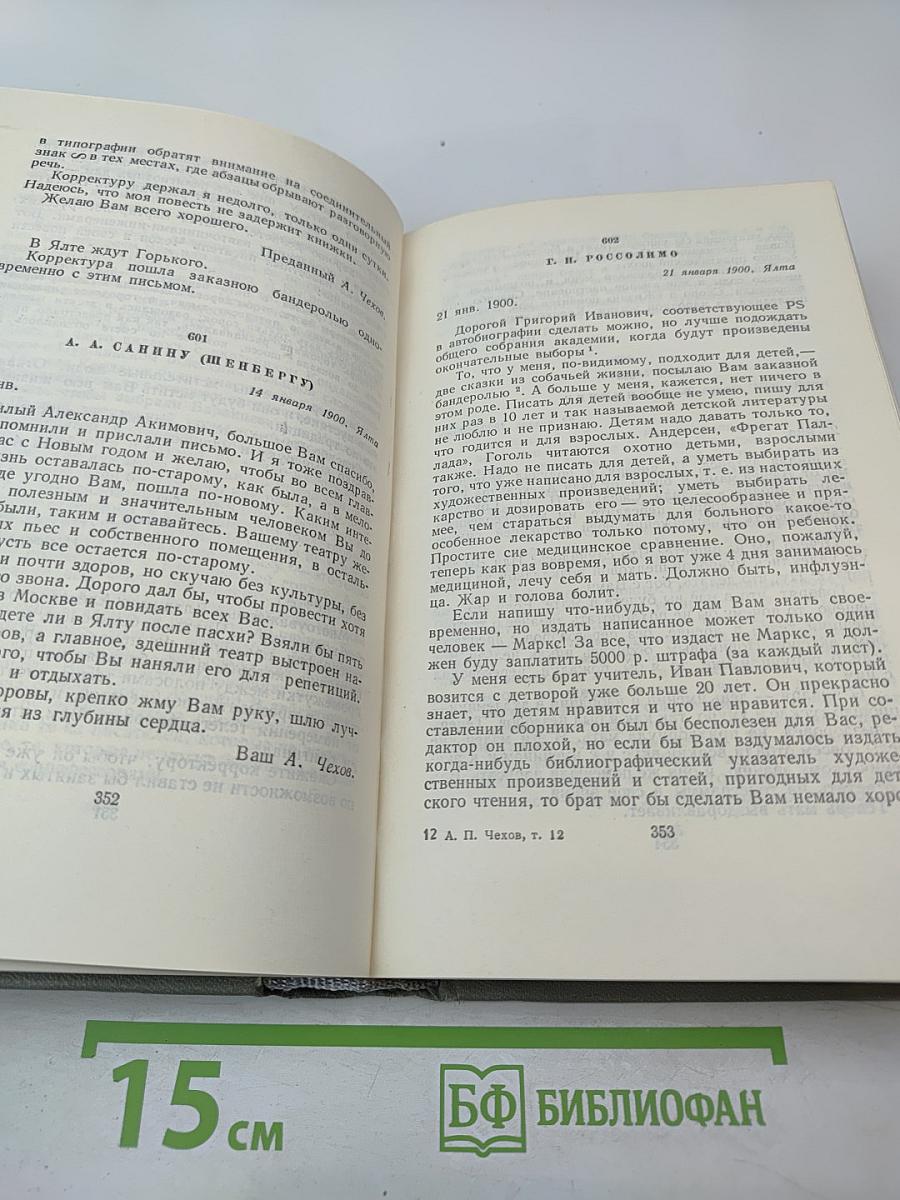 в типографии обратят внимание на соединительный
знак ᔕ в тех местах, где абзацы обрывают разговорную
речь.
Корректуру держал я недолго, только одни сутки.
Надеюсь, что моя повесть не задержит книжки.
Желаю Вам всего хорошего.
Преданный А. Чехов.
В Ялте ждут Горького.
Корректура пошла заказною бандеролью одно-
временно с этим письмом.
601
А. А. САНИНУ (ШЕНБЕРГУ)
14 января 1900. Ялта
нв.
илый Александр Акимович, большое Вам спасибо,
помнили и прислали письмо. И я тоже поздрав-
ас с Новым годом и желаю, чтобы во всем глав-
знь оставалась по-старому, как была, а в мело-
де угодно Вам, пошла по-новому. Каким инте-
полезным и значительным человеком Вы до
были, таким и оставайтесь. Вашему театру же-
ых пьес и собственного помещения, в осталь-
усть все остается по-старому.
и почти здоров, но скучаю без культуры, без
го звона. Дорого дал бы, чтобы провести хотя
в Москве и повидать всех Вас.
дете ли в Ялту после пасхи? Взяли бы пять
ров, а главное, здешний театр выстроен на-
ого, чтобы Вы наняли его для репетиций.
и отдыхать.
оровы, крепко жму Вам руку, шлю луч-
я из глубины сердца.
Ваш А. Чехов.
352
602
Г. И. РОССОЛИМО
21 января 1900. Ялта
21 янв. 1900.
Дорогой Григорий Иванович, соответствующее PS
в автобиографии сделать можно, но лучше подождать
общего собрания академии, когда будут произведены
окончательные выборы ¹.
То, что у меня, по-видимому, подходит для детей,—
две сказки из собачьей жизни, посылаю Вам заказной
бандеролью ². А больше у меня, кажется, нет ничего в
этом роде. Писать для детей вообще не умею, пишу для
них раз в 10 лет и так называемой детской литературы
не люблю и не признаю. Детям надо давать только то,
что годится и для взрослых. Андерсен, «Фрегат Пал-
лада», Гоголь читаются охотно детьми, взрослыми
также. Надо не писать для детей, а уметь выбирать из
того, что уже написано для взрослых, т. е. из настоящих
художественных произведений; уметь выбирать ле-
карство и дозировать его — это целесообразнее и пря-
мее, чем стараться выдумать для больного какое-то
особенное лекарство только потому, что он ребенок.
Простите сие медицинское сравнение. Оно, пожалуй,
теперь как раз вовремя, ибо я вот уже 4 дня занимаюсь
медициной, лечу себя и мать. Должно быть, инфлуэн-
ца. Жар и голова болит.
Если напишу что-нибудь, то дам Вам знать свое-
временно, но издать написанное может только один
человек — Маркс! За все, что издаст не Маркс, я дол-
жен буду заплатить 5000 р. штрафа (за каждый лист).
У меня есть брат учитель, Иван Павлович, который
возится с детворой уже больше 20 лет. Он прекрасно
знает, что детям нравится и что не нравится. При со-
ставлении сборника он был бы бесполезен для Вас, ре-
дактор он плохой, но если бы Вам вздумалось издать
когда-нибудь библиографический указатель художе
ственных произведений и статей, пригодных для дет
ского чтения, то брат мог бы сделать Вам немало хоро
12 А. П. Чехов, т. 12
353
15 см
БФ БИБЛИОФАН